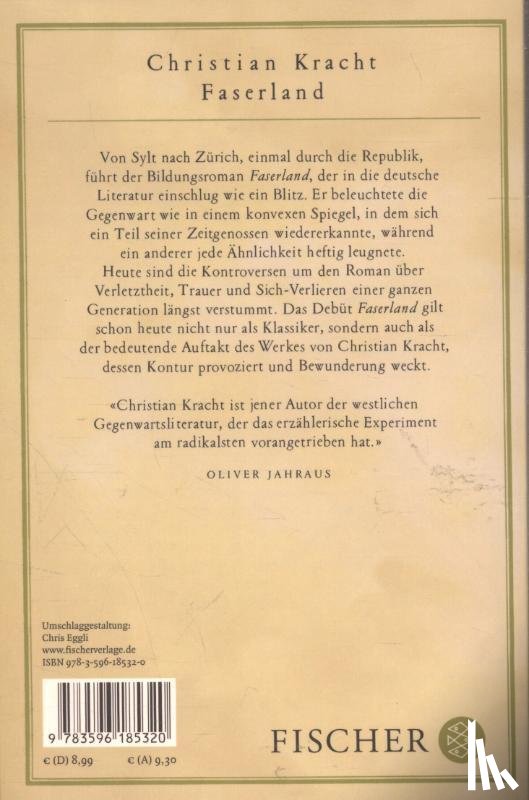 Christian Kracht
Faserland
Von Sylt nach Zürich, einmal durch die Republik,
führt der Bildungsroman Faserland, der in die deutsche
Literatur einschlug wie ein Blitz. Er beleuchtete die
Gegenwart wie in einem konvexen Spiegel, in dem sich
ein Teil seiner Zeitgenossen wiedererkannte, während
ein anderer jede Ähnlichkeit heftig leugnete.
Heute sind die Kontroversen um den Roman über
Verletztheit, Trauer und Sich-Verlieren einer ganzen
Generation längst verstummt. Das Debüt Faserland gilt
schon heute nicht nur als Klassiker, sondern auch als
der bedeutende Auftakt des Werkes von Christian Kracht,
dessen Kontur provoziert und Bewunderung weckt.
«Christian Kracht ist jener Autor der westlichen
Gegenwartsliteratur, der das erzählerische Experiment
am radikalsten vorangetrieben hat.»
OLIVER JAHRAUS
Umschlaggestaltung:
Chris Eggli
www.fischerverlage.de
ISBN 978-3-596-18532-0
9 783596 185320
€ (D) 8,99 € (A) 9,30
FISCHER